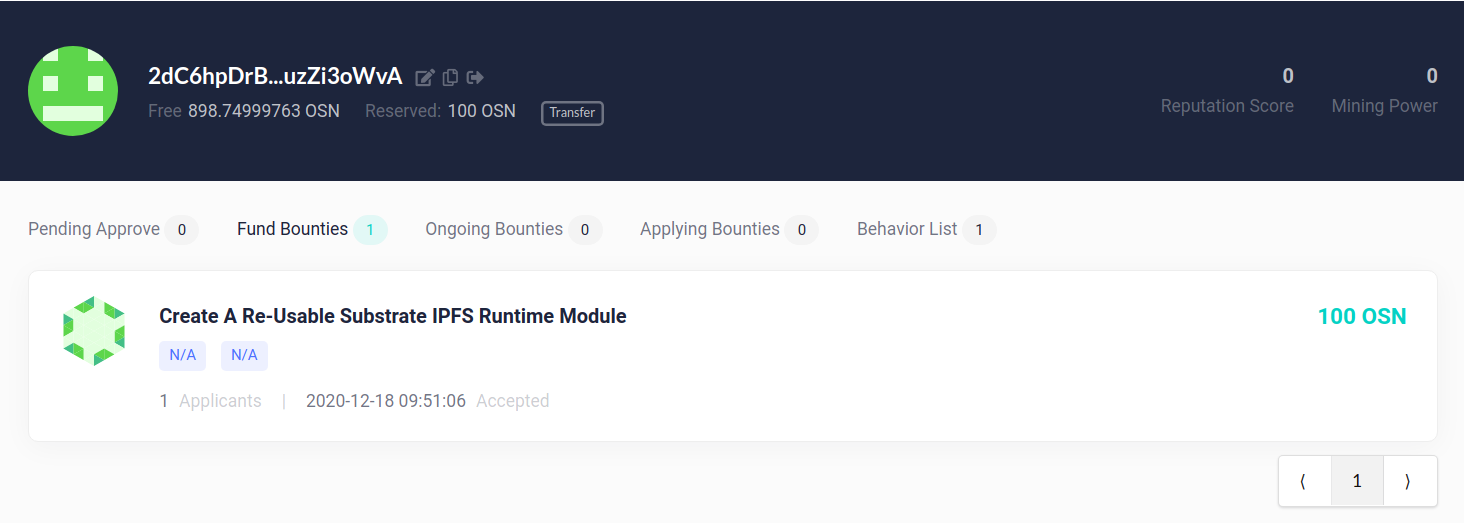 2dC6hpDrB...uzZi3oWvA
Free 898.74999763 OSN Reserved: 100 OSN Transfer
0 Reputation Score
0 Mining Power
Pending Approve 0 Fund Bounties 1 Ongoing Bounties 0 Applying Bounties 0 Behavior List 1
Create A Re-Usable Substrate IPFS Runtime Module 100 OSN
N/A N/A
1 Applicants | 2020-12-18 09:51:06 Accepted
⟨ 1 ⟩